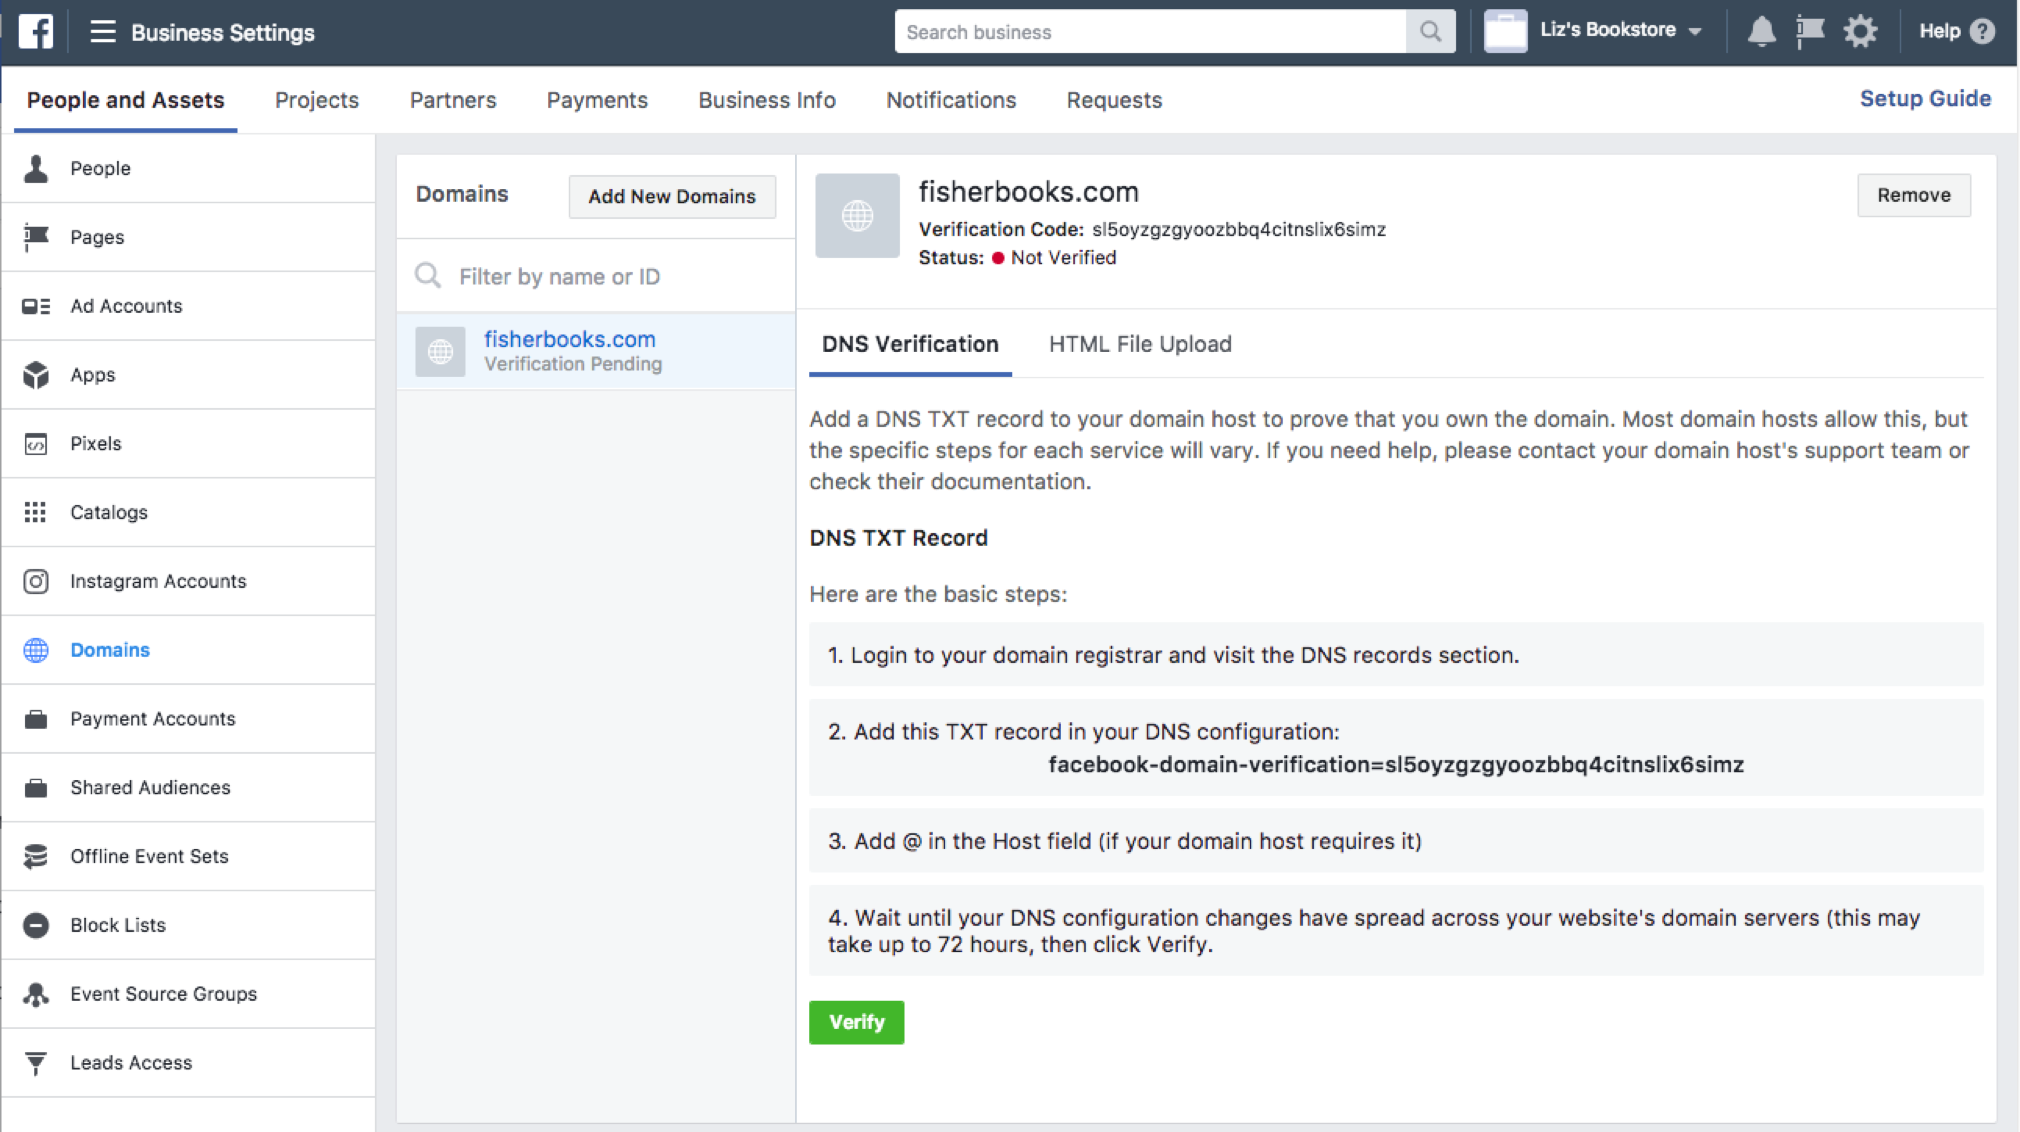 Business Settings
Search business
Liz's Bookstore
Help
People and Assets
Projects
Partners
Payments
Business Info
Notifications
Requests
Setup Guide
People
Pages
Ad Accounts
Apps
Pixels
Catalogs
Instagram Accounts
Domains
Payment Accounts
Shared Audiences
Offline Event Sets
Block Lists
Event Source Groups
Leads Access
Domains
Add New Domains
Filter by name or ID
fisherbooks.com
Verification Pending
fisherbooks.com
Remove
Verification Code: sl5oyzgzgyoozbbq4citnslix6simz
Status: Not Verified
DNS Verification
HTML File Upload
Add a DNS TXT record to your domain host to prove that you own the domain. Most domain hosts allow this, but
the specific steps for each service will vary. If you need help, please contact your domain host's support team or
check their documentation.
DNS TXT Record
Here are the basic steps:
1. Login to your domain registrar and visit the DNS records section.
2. Add this TXT record in your DNS configuration:
facebook-domain-verification=sl5oyzgzgyoozbbq4citnslix6simz
3. Add @ in the Host field (if your domain host requires it)
4. Wait until your DNS configuration changes have spread across your website's domain servers (this may
take up to 72 hours, then click Verify.
Verify